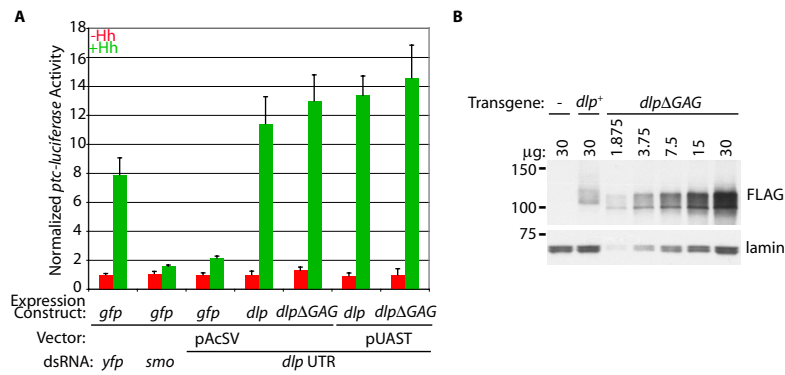 A
18
16
14
12
10
8
6
4
2
0
Normalized ptc-luciferase Activity
-Hh
+Hh
Expression
Construct: gfp gfp gfp dlp dlpΔGAG dlp dlpΔGAG
Vector: pAcSV pUAST
dsRNA: yfp smo dlp UTR
B
Transgene: - dlp+ dlpΔGAG
μg: 30 30 1.875 3.75 7.5 15 30
150
100
FLAG
75
lamin